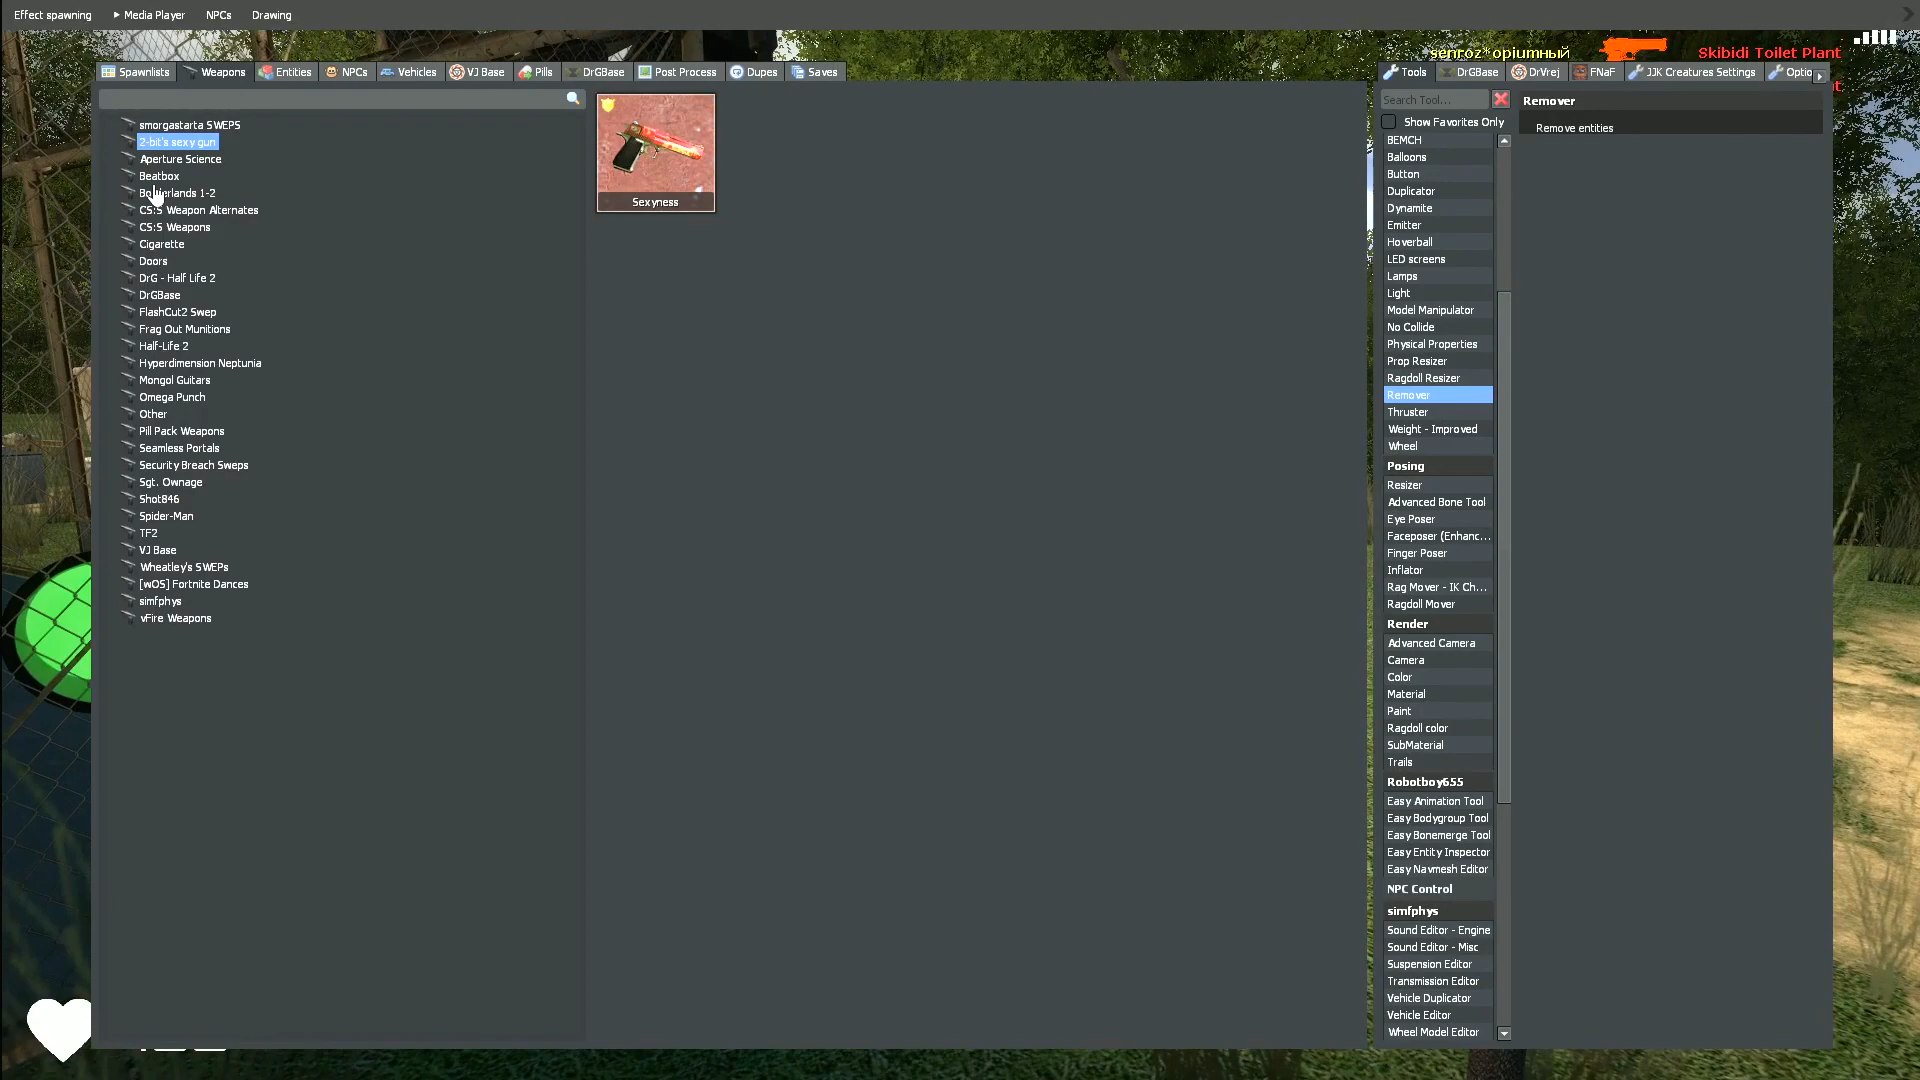 Effect spawning
Media Player
NPCs
Drawing
senroz*opiumный
Skibidi Toilet Plant
Spawnlists
Weapons
Entities
NPCs
Vehicles
VJ Base
Pills
DrGBase
Post Process
Dupes
Saves
smorgastarta SWEPS
2-bit's sexy gun
Aperture Science
Beatbox
Borderlands 1-2
CS:S Weapon Alternates
CS:S Weapons
Cigarette
Doors
DrG - Half Life 2
DrGBase
FlashCut2 Swep
Frag Out Munitions
Half-Life 2
Hyperdimension Neptunia
Mongol Guitars
Omega Punch
Other
Pill Pack Weapons
Seamless Portals
Security Breach Sweps
Sgt. Ownage
Shot846
Spider-Man
TF2
VJ Base
Wheatley's SWEPs
[wOS] Fortnite Dances
simfphys
vFire Weapons
Sexyness
Tools
DrGBase
DrVrej
FNaF
JJK Creatures Settings
Optio
Search Tool...
Show Favorites Only
BEMCH
Balloons
Button
Duplicator
Dynamite
Emitter
Hoverball
LED screens
Lamps
Light
Model Manipulator
No Collide
Physical Properties
Prop Resizer
Ragdoll Resizer
Remover
Thruster
Weight - Improved
Wheel
Posing
Resizer
Advanced Bone Tool
Eye Poser
Faceposer (Enhanc...
Finger Poser
Inflator
Rag Mover - IK Ch...
Ragdoll Mover
Render
Advanced Camera
Camera
Color
Material
Paint
Ragdoll color
SubMaterial
Trails
Robotboy655
Easy Animation Tool
Easy Bodygroup Tool
Easy Bonemerge Tool
Easy Entity Inspector
Easy Navmesh Editor
NPC Control
simfphys
Sound Editor - Engine
Sound Editor - Misc
Suspension Editor
Transmission Editor
Vehicle Duplicator
Vehicle Editor
Wheel Model Editor
Remover
Remove entities